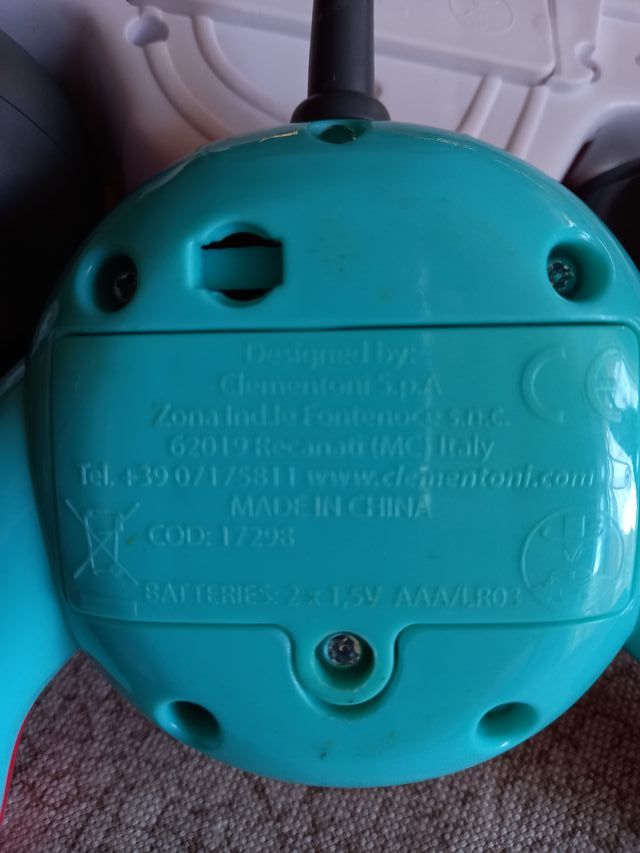 Designed by:
Clementoni S.p.A
Zona Ind.le Fontenoce s.n.c.
62019 Recanati (MC) Italy
Tel. +39 071/75811 www.clementoni.com
MADE IN CHINA
COD: 17298
BATTERIES: 2 x 1,5V AAA/LR03